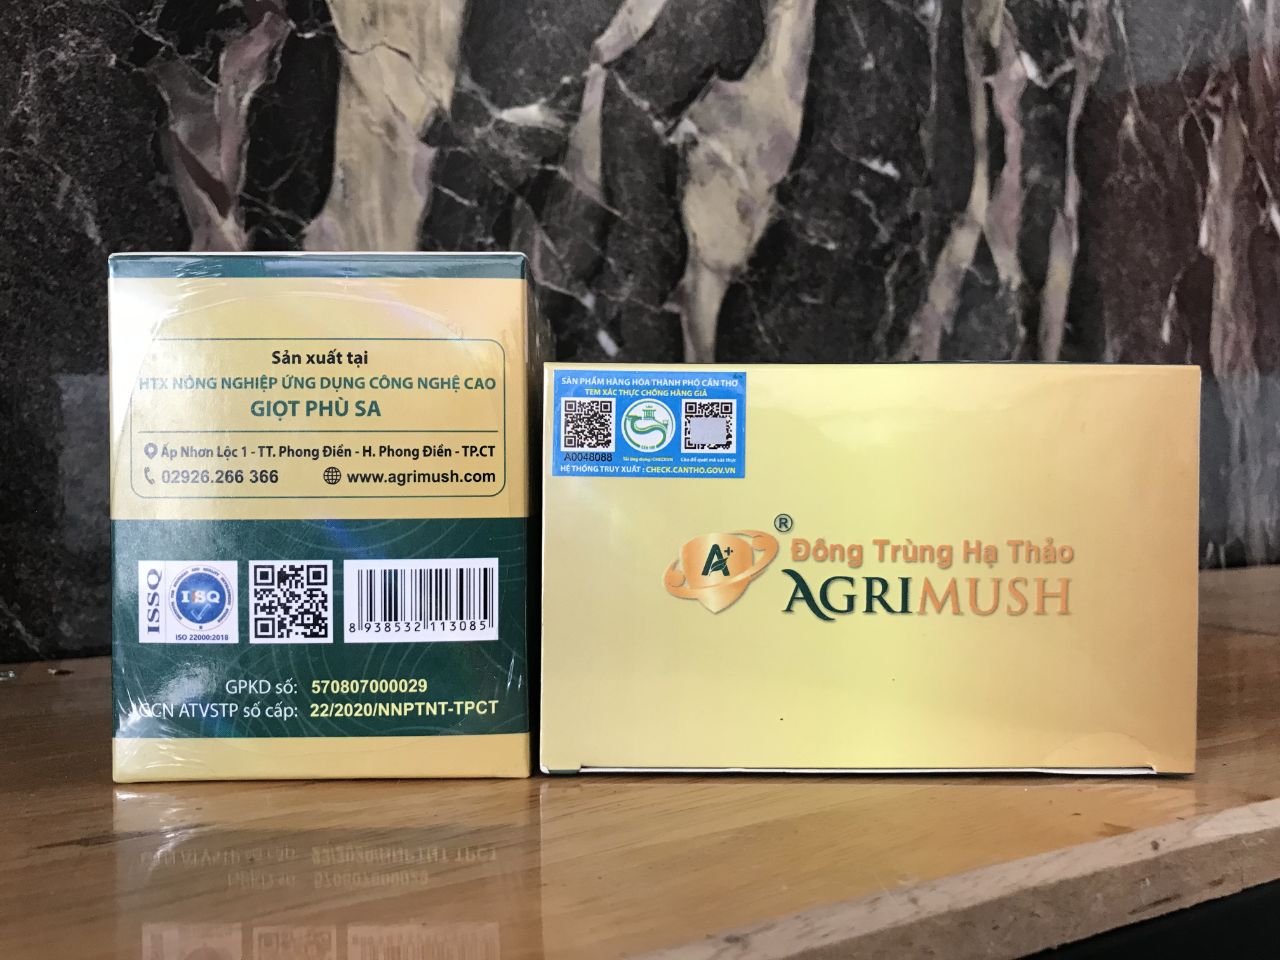 Sản xuất tại
HTX NÔNG NGHIỆP ỨNG DỤNG CÔNG NGHỆ CAO
GIỌT PHÙ SA
Ấp Nhơn Lộc 1 - TT. Phong Điền - H. Phong Điền - TP.CT
02926.266 366 www.agrimush.com
ISSQ
ISSQ
ISO 22000:2018
8 938532 113085
GPKD số: 570807000029
GCN ATVSTP số cấp: 22/2020/NNPTNT-TPCT
SẢN PHẨM HÀNG HÓA THÀNH PHỐ CẦN THƠ
TEM XÁC THỰC CHỐNG HÀNG GIẢ
A0048088
HỆ THỐNG TRUY XUẤT : CHECK.CANTHO.GOV.VN
A+
®
Đông Trùng Hạ Thảo
AGRIMUSH